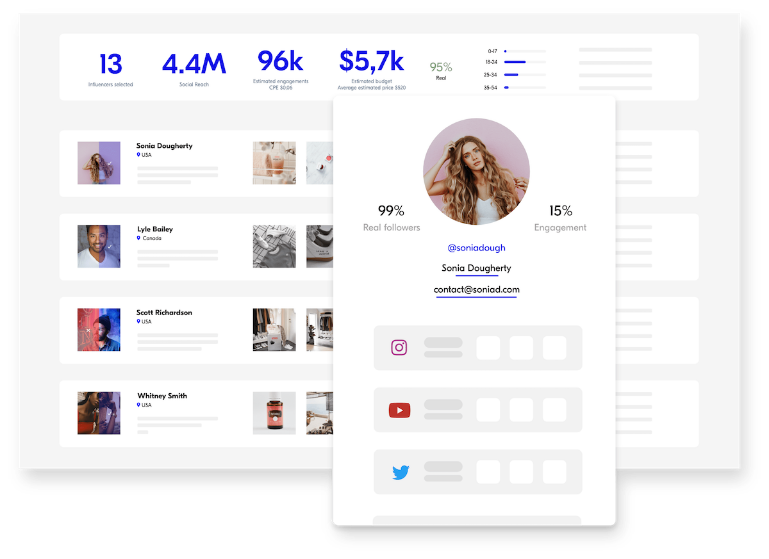 13
Influencers selected
4.4M
Social Reach
96k
Estimated engagements
CPE $0.06
$5,7k
Estimated budget
Average estimated price $520
95%
Real
0-17
18-24
25-34
35-54
Sonia Dougherty
USA
Lyle Bailey
Canada
Scott Richardson
USA
Whitney Smith
USA
99%
Real followers
15%
Engagement
@soniadough
Sonia Dougherty
contact@soniad.com